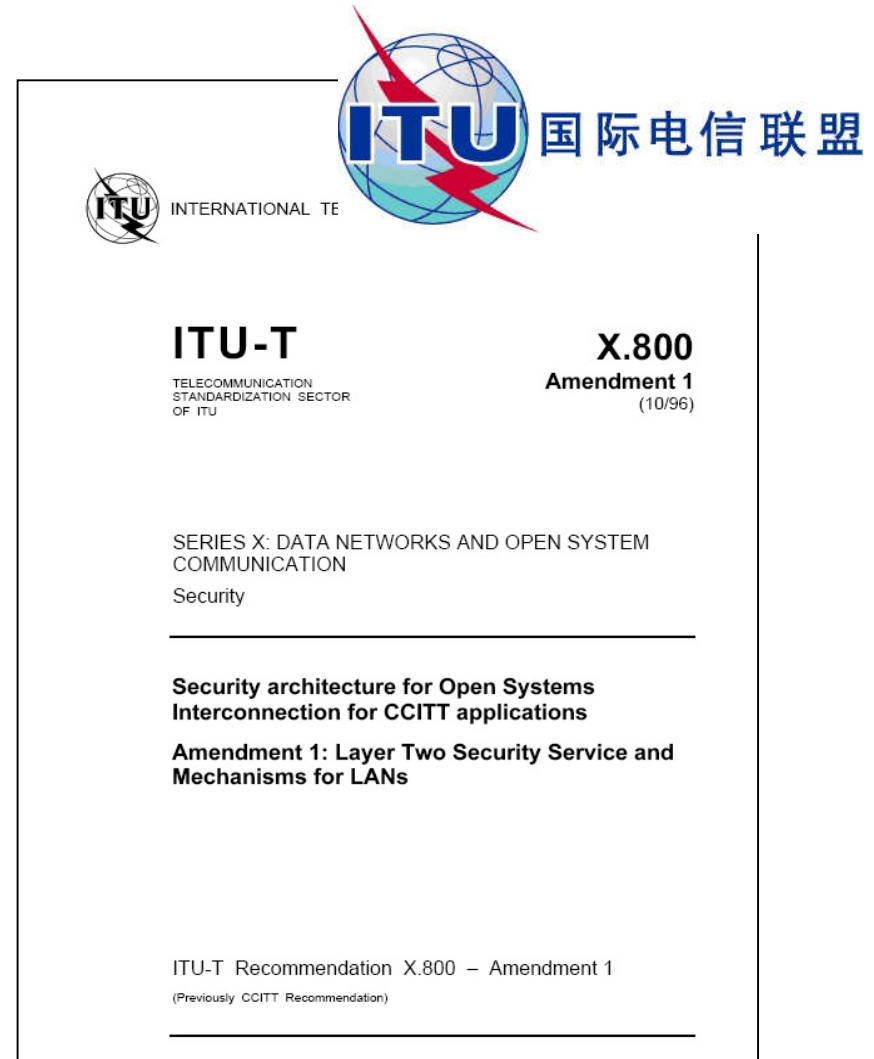 ITU 国际电信联盟
ITU INTERNATIONAL TE
ITU-T
TELECOMMUNICATION
STANDARDIZATION SECTOR
OF ITU
X.800
Amendment 1
(10/96)
SERIES X: DATA NETWORKS AND OPEN SYSTEM
COMMUNICATION
Security
Security architecture for Open Systems
Interconnection for CCITT applications
Amendment 1: Layer Two Security Service and
Mechanisms for LANs
ITU-T Recommendation X.800 – Amendment 1
(Previously CCITT Recommendation)